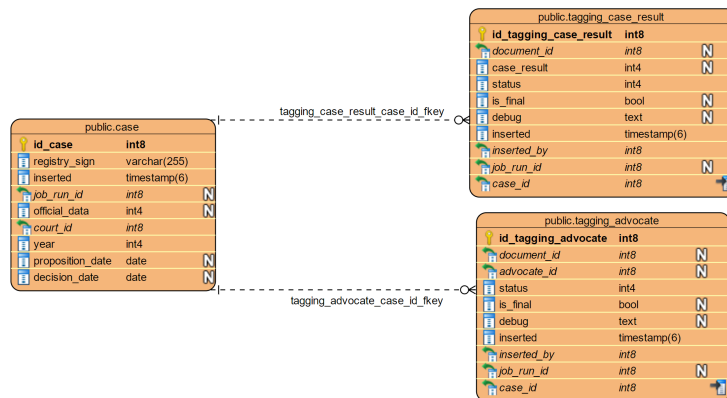 public.tagging_case_result
id_tagging_case_result int8
document_id int8 N
case_result int4 N
status int4
is_final bool N
debug text N
inserted timestamp(6)
inserted_by int8
job_run_id int8 N
case_id int8
tagging_case_result_case_id_fkey
public.case
id_case int8
registry_sign varchar(255)
inserted timestamp(6)
job_run_id int8 N
official_data int4 N
court_id int8
year int4
proposition_date date N
decision_date date N
tagging_advocate_case_id_fkey
public.tagging_advocate
id_tagging_advocate int8
document_id int8 N
advocate_id int8 N
status int4
is_final bool N
debug text N
inserted timestamp(6)
inserted_by int8
job_run_id int8 N
case_id int8